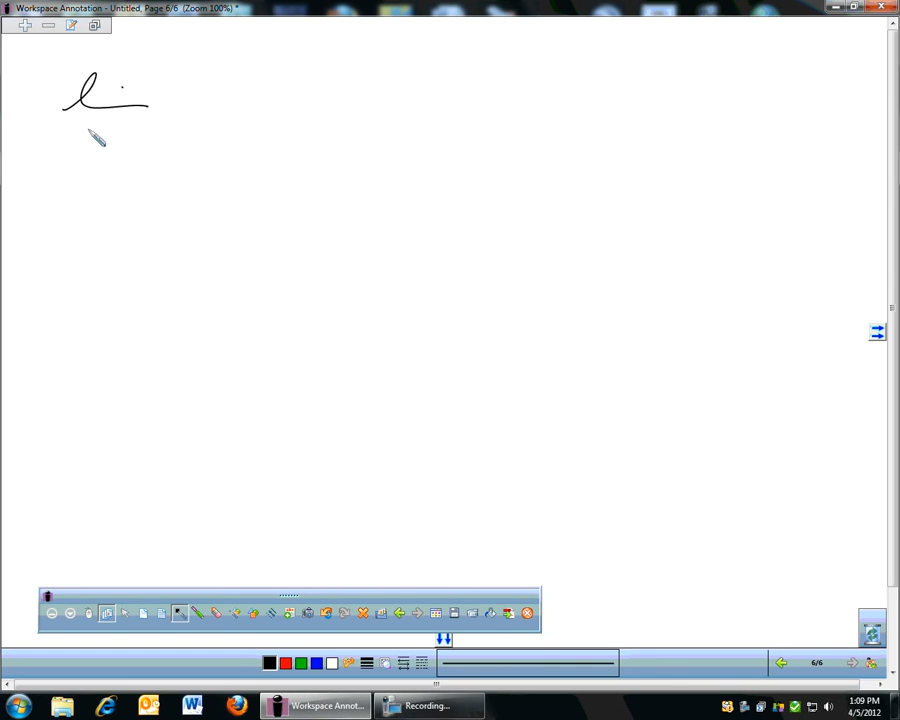 Workspace Annotation - Untitled, Page 6/6 (Zoom 100%) *
6/6
Workspace Annot...
Recording...
1:09 PM
4/5/2012